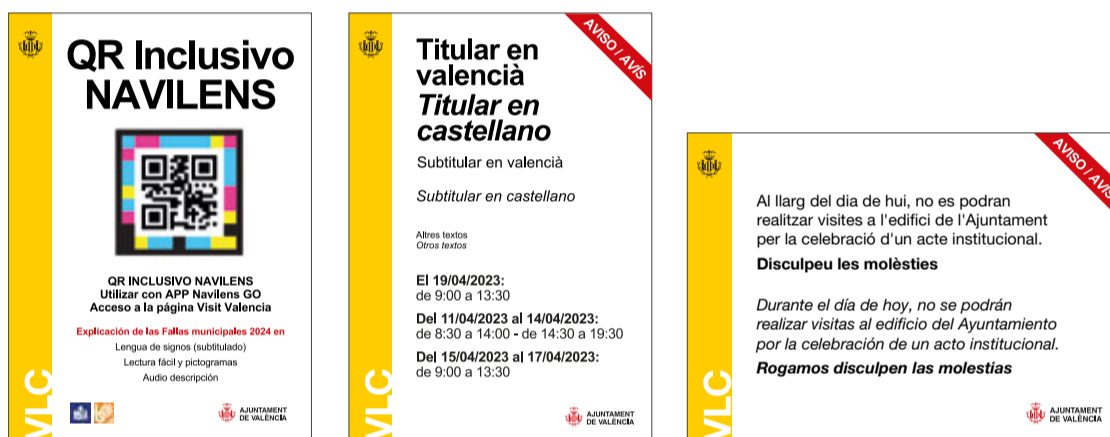 QR Inclusivo
NAVILENS
QR INCLUSIVO NAVILENS
Utilizar con APP Navilens GO
Acceso a la página Visit Valencia
Explicación de las Fallas municipales 2024 en
Lengua de signos (subtitulado)
Lectura fácil y pictogramas
Audio descripción
VLC
AJUNTAMENT
DE VALÈNCIA
AVISO / AVÍS
Titular en
valencià
Titular en
castellano
Subtitular en valencià
Subtitular en castellano
Altres textos
Otros textos
El 19/04/2023:
de 9:00 a 13:30
Del 11/04/2023 al 14/04/2023:
de 8:30 a 14:00 - de 14:30 a 19:30
Del 15/04/2023 al 17/04/2023:
de 9:00 a 13:30
VLC
AJUNTAMENT
DE VALÈNCIA
AVISO / AVÍS
Al llarg del dia de hui, no es podran
realitzar visites a l'edifici de l'Ajuntament
per la celebració d'un acte institucional.
Disculpeu les molèsties
Durante el día de hoy, no se podrán
realizar visitas al edificio del Ayuntamiento
por la celebración de un acto institucional.
Rogamos disculpen las molestias
VLC
AJUNTAMENT
DE VALÈNCIA